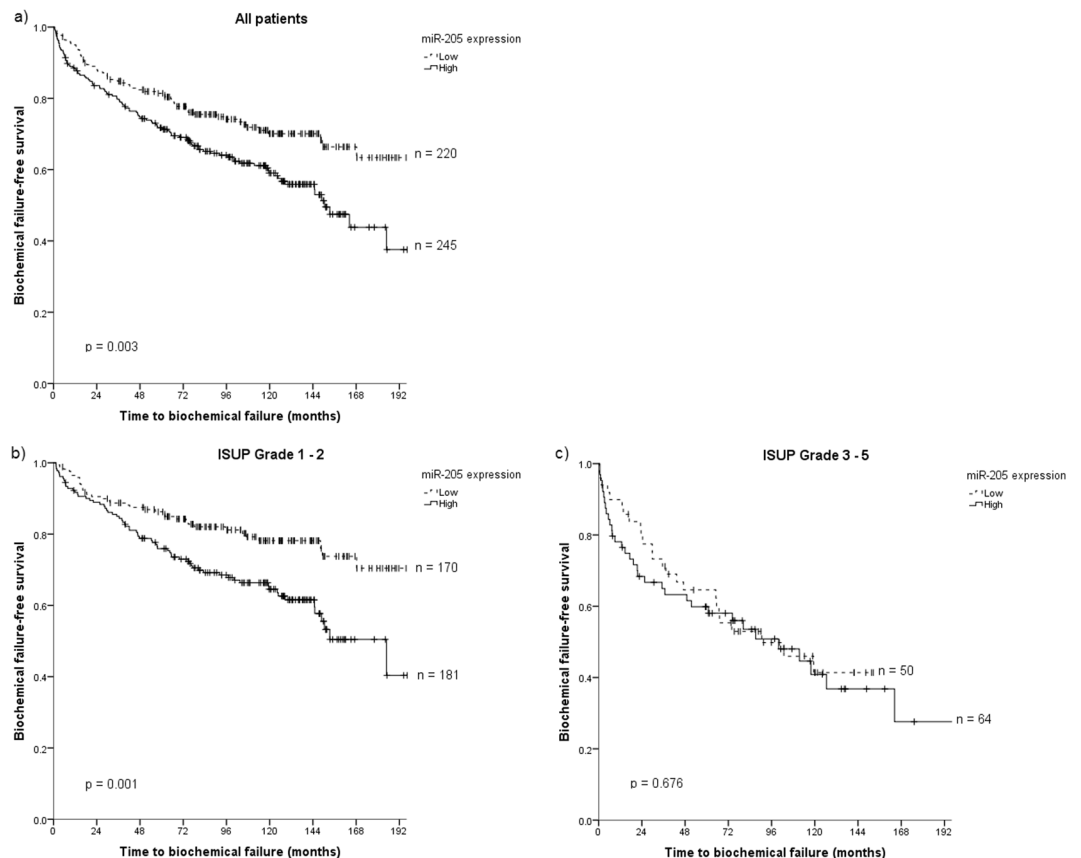 a)
All patients
miR-205 expression
Low
High
Biochemical failure-free survival
1.0
0.8
0.6
0.4
0.2
0.0
n = 220
n = 245
p = 0.003
0 24 48 72 96 120 144 168 192
Time to biochemical failure (months)
b)
ISUP Grade 1 - 2
miR-205 expression
Low
High
Biochemical failure-free survival
1.0
0.8
0.6
0.4
0.2
0.0
n = 170
n = 181
p = 0.001
0 24 48 72 96 120 144 168 192
Time to biochemical failure (months)
c)
ISUP Grade 3 - 5
miR-205 expression
Low
High
Biochemical failure-free survival
1.0
0.8
0.6
0.4
0.2
0.0
n = 50
n = 64
p = 0.676
0 24 48 72 96 120 144 168 192
Time to biochemical failure (months)